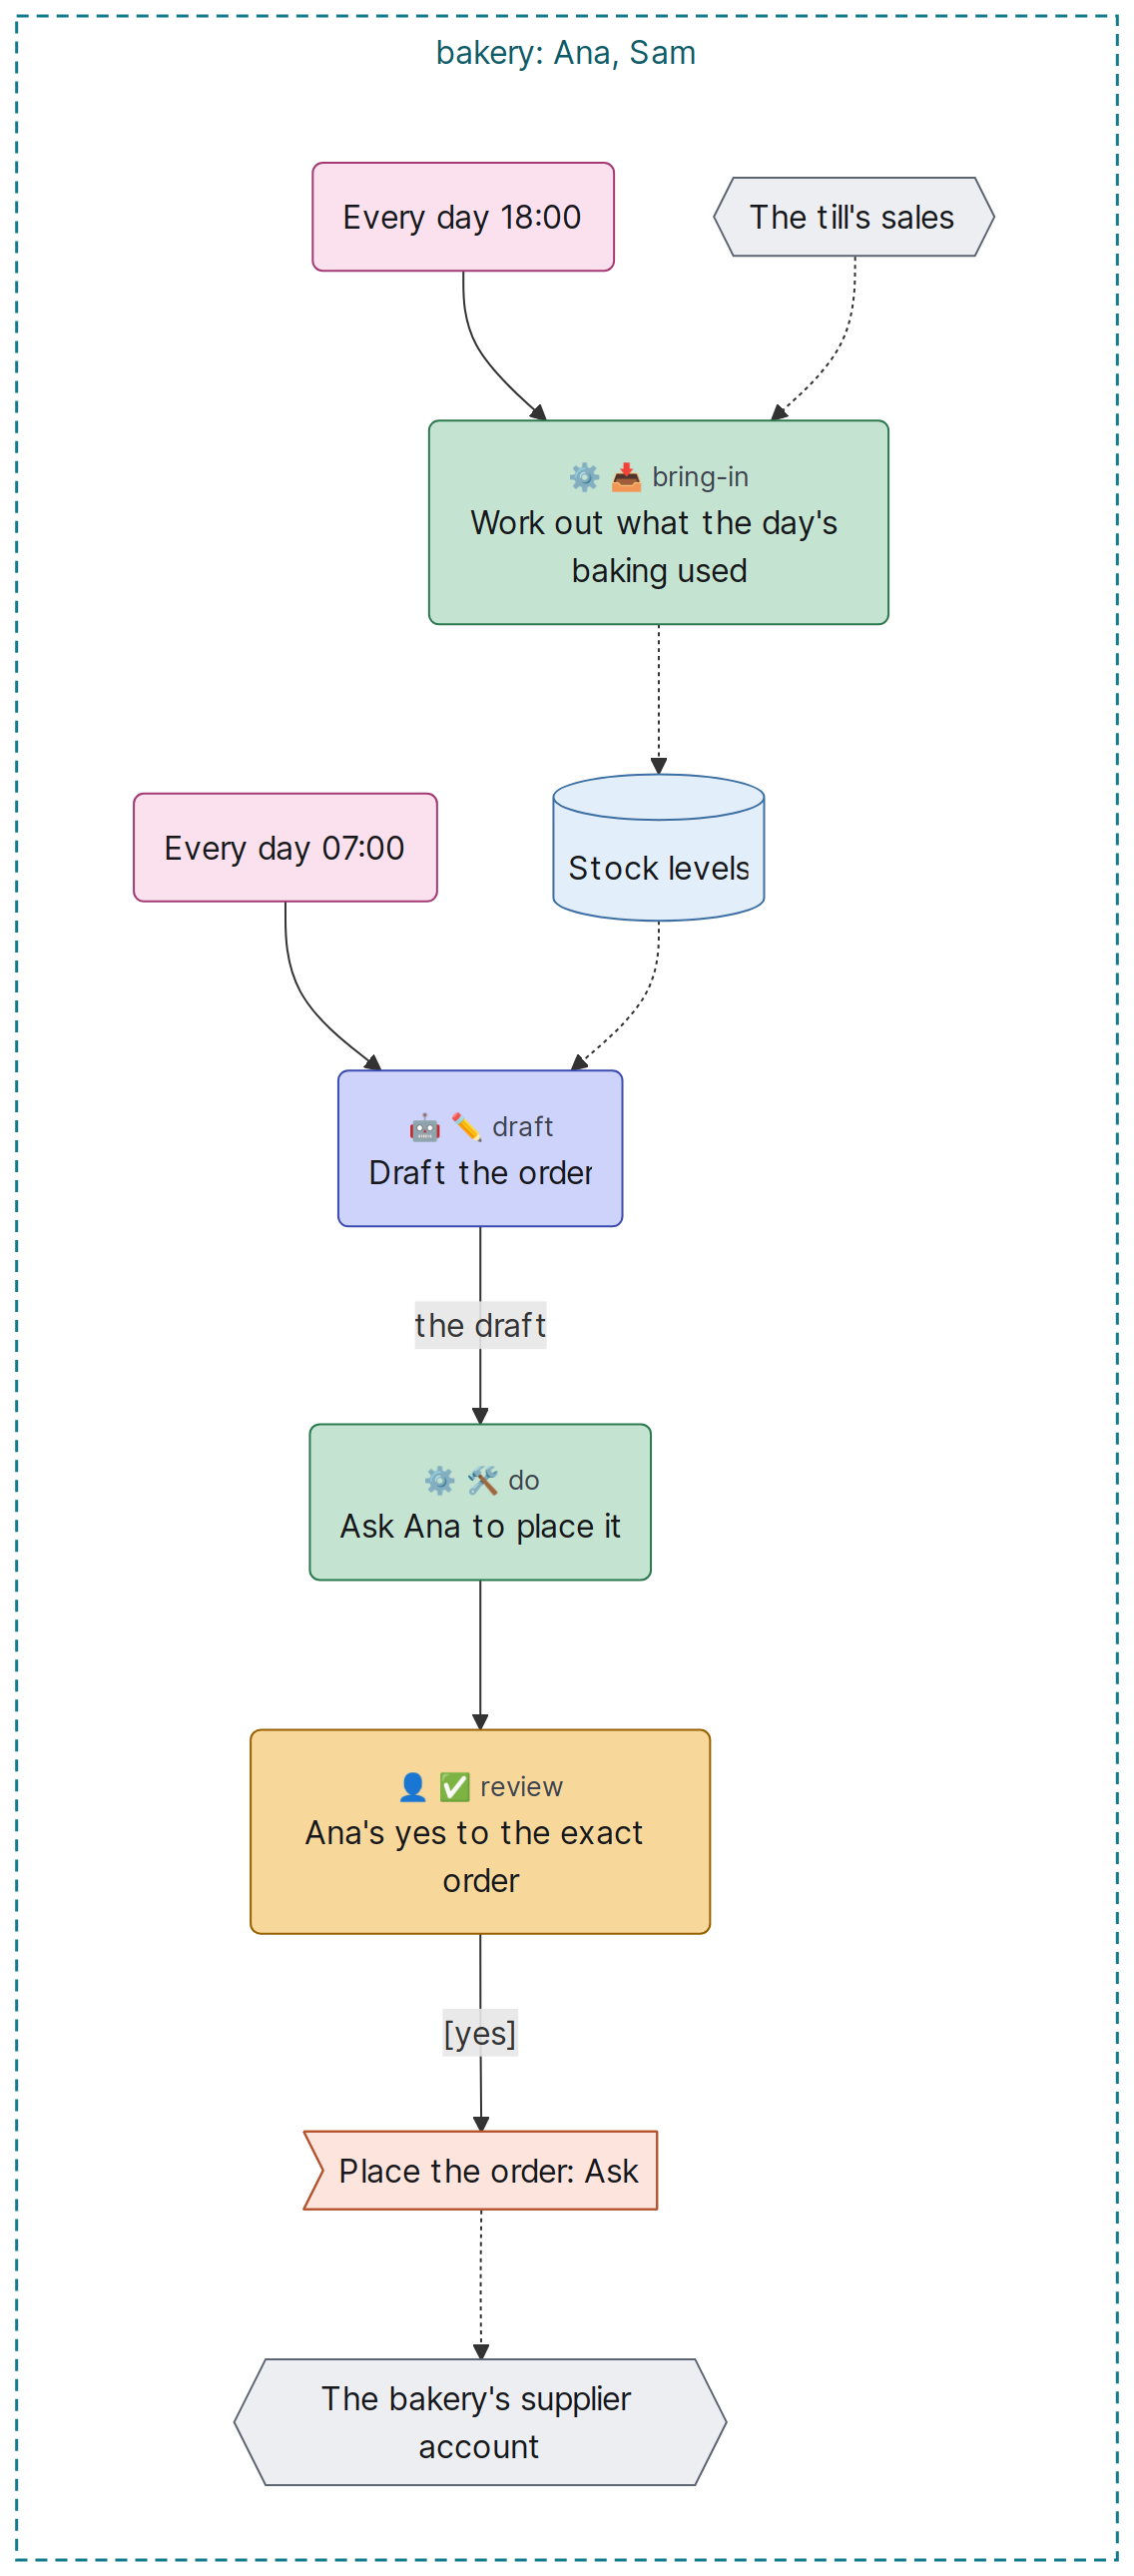 bakery: Ana, Sam
Every day 18:00
The till's sales
bring-in
Work out what the day's
baking used
Every day 07:00
Stock levels
draft
Draft the order
the draft
do
Ask Ana to place it
review
Ana's yes to the exact
order
[yes]
Place the order: Ask
The bakery's supplier
account